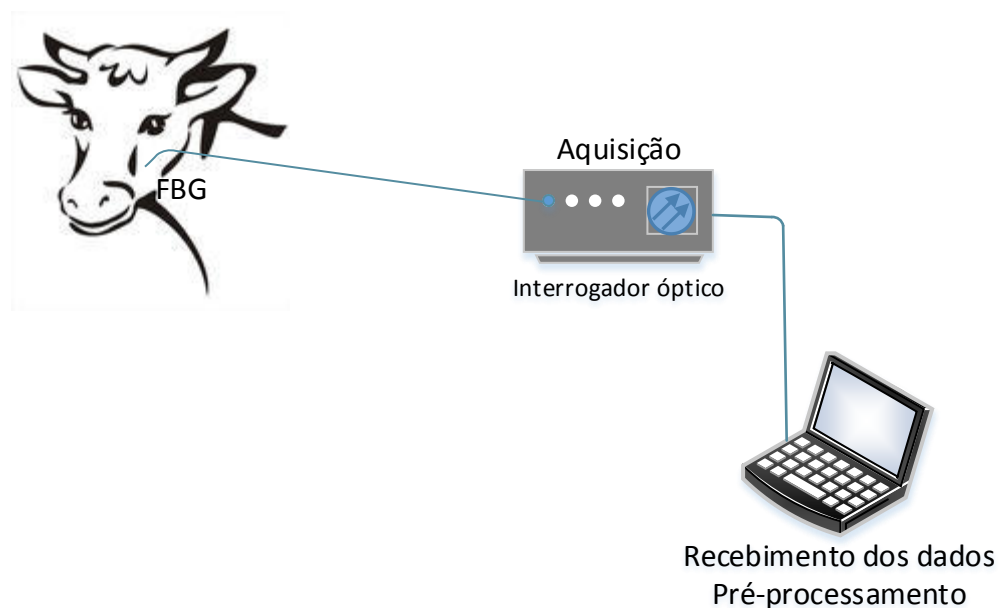 Aquisição
FBG
Interrogador óptico
Recebimento dos dados
Pré-processamento